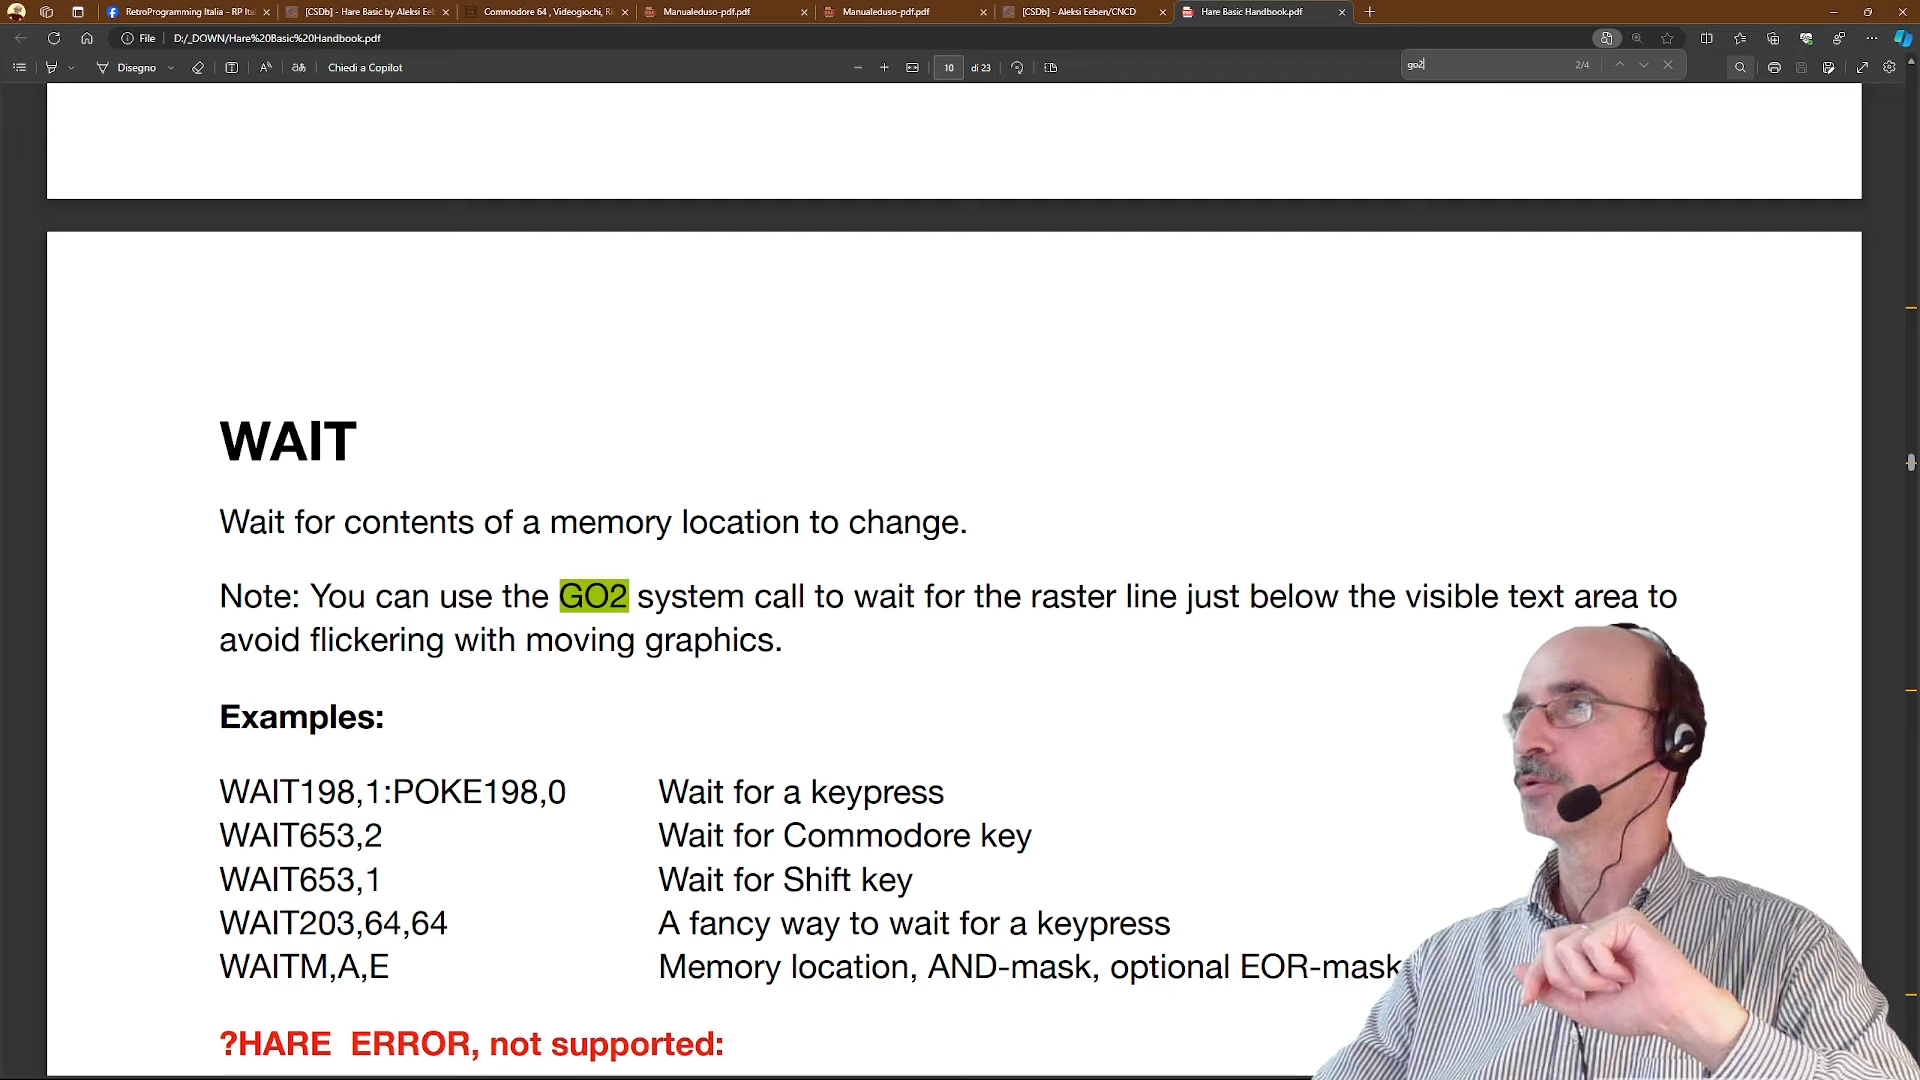 RetroProgramming Italia - RP Ita
[CSDb] - Hare Basic by Aleksi Eeb
Commodore 64 , Videogiochi, Ri
Manualeduso-pdf.pdf
Manualeduso-pdf.pdf
[CSDb] - Aleksi Eeben/CNCD
Hare Basic Handbook.pdf
File
D:/_DOWN/Hare%20Basic%20Handbook.pdf
Disegno
Chiedi a Copilot
10
di 23
go2
2/4
WAIT
Wait for contents of a memory location to change.
Note: You can use the GO2 system call to wait for the raster line just below the visible text area to
avoid flickering with moving graphics.
Examples:
WAIT198,1:POKE198,0 Wait for a keypress
WAIT653,2 Wait for Commodore key
WAIT653,1 Wait for Shift key
WAIT203,64,64 A fancy way to wait for a keypress
WAITM,A,E Memory location, AND-mask, optional EOR-mask
?HARE ERROR, not supported: